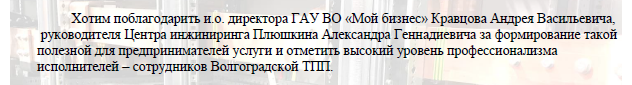 Хотим поблагодарить и.о. директора ГАУ ВО «Мой бизнес» Кравцова Андрея Васильевича,
руководителя Центра инжиниринга Плюшкина Александра Геннадиевича за формирование такой
полезной для предпринимателей услуги и отметить высокий уровень профессионализма
исполнителей – сотрудников Волгоградской ТПП.